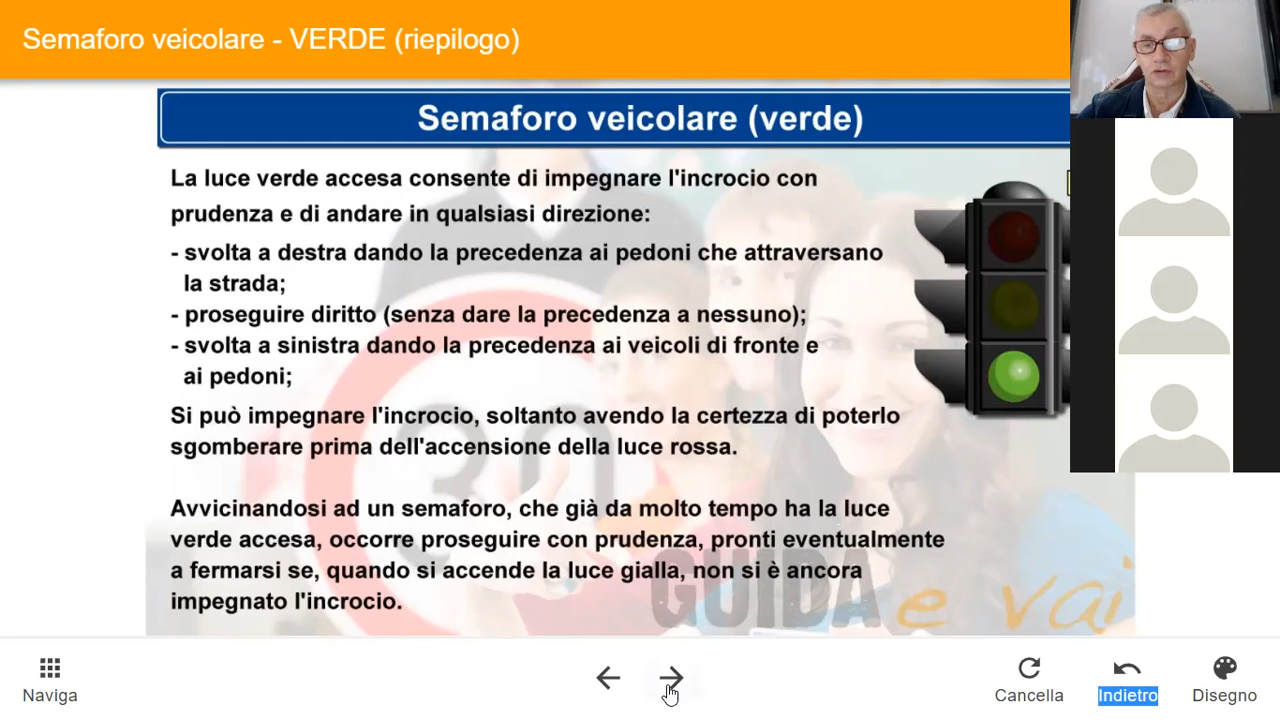 Semaforo veicolare - VERDE (riepilogo)
Semaforo veicolare (verde)
La luce verde accesa consente di impegnare l'incrocio con
prudenza e di andare in qualsiasi direzione:
- svolta a destra dando la precedenza ai pedoni che attraversano
la strada;
- proseguire diritto (senza dare la precedenza a nessuno);
- svolta a sinistra dando la precedenza ai veicoli di fronte e
ai pedoni;
Si può impegnare l'incrocio, soltanto avendo la certezza di poterlo
sgomberare prima dell'accensione della luce rossa.
Avvicinandosi ad un semaforo, che già da molto tempo ha la luce
verde accesa, occorre proseguire con prudenza, pronti eventualmente
a fermarsi se, quando si accende la luce gialla, non si è ancora
impegnato l'incrocio.
30
GUIDA e vai
Naviga
Cancella
Indietro
Disegno